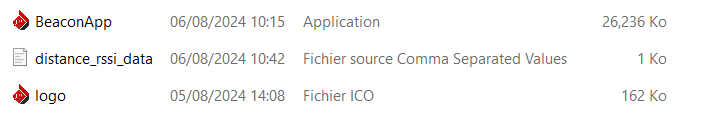 BeaconApp 06/08/2024 10:15 Application 26,236 Ko
distance_rssi_data 06/08/2024 10:42 Fichier source Comma Separated Values 1 Ko
logo 05/08/2024 14:08 Fichier ICO 162 Ko